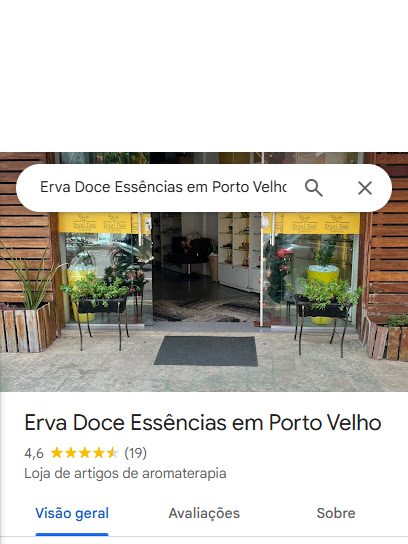 Erva Doce Essências em Porto Velho
Erva Doce Essências em Porto Velho
4,6 (19)
Loja de artigos de aromaterapia
Visão geral Avaliações Sobre